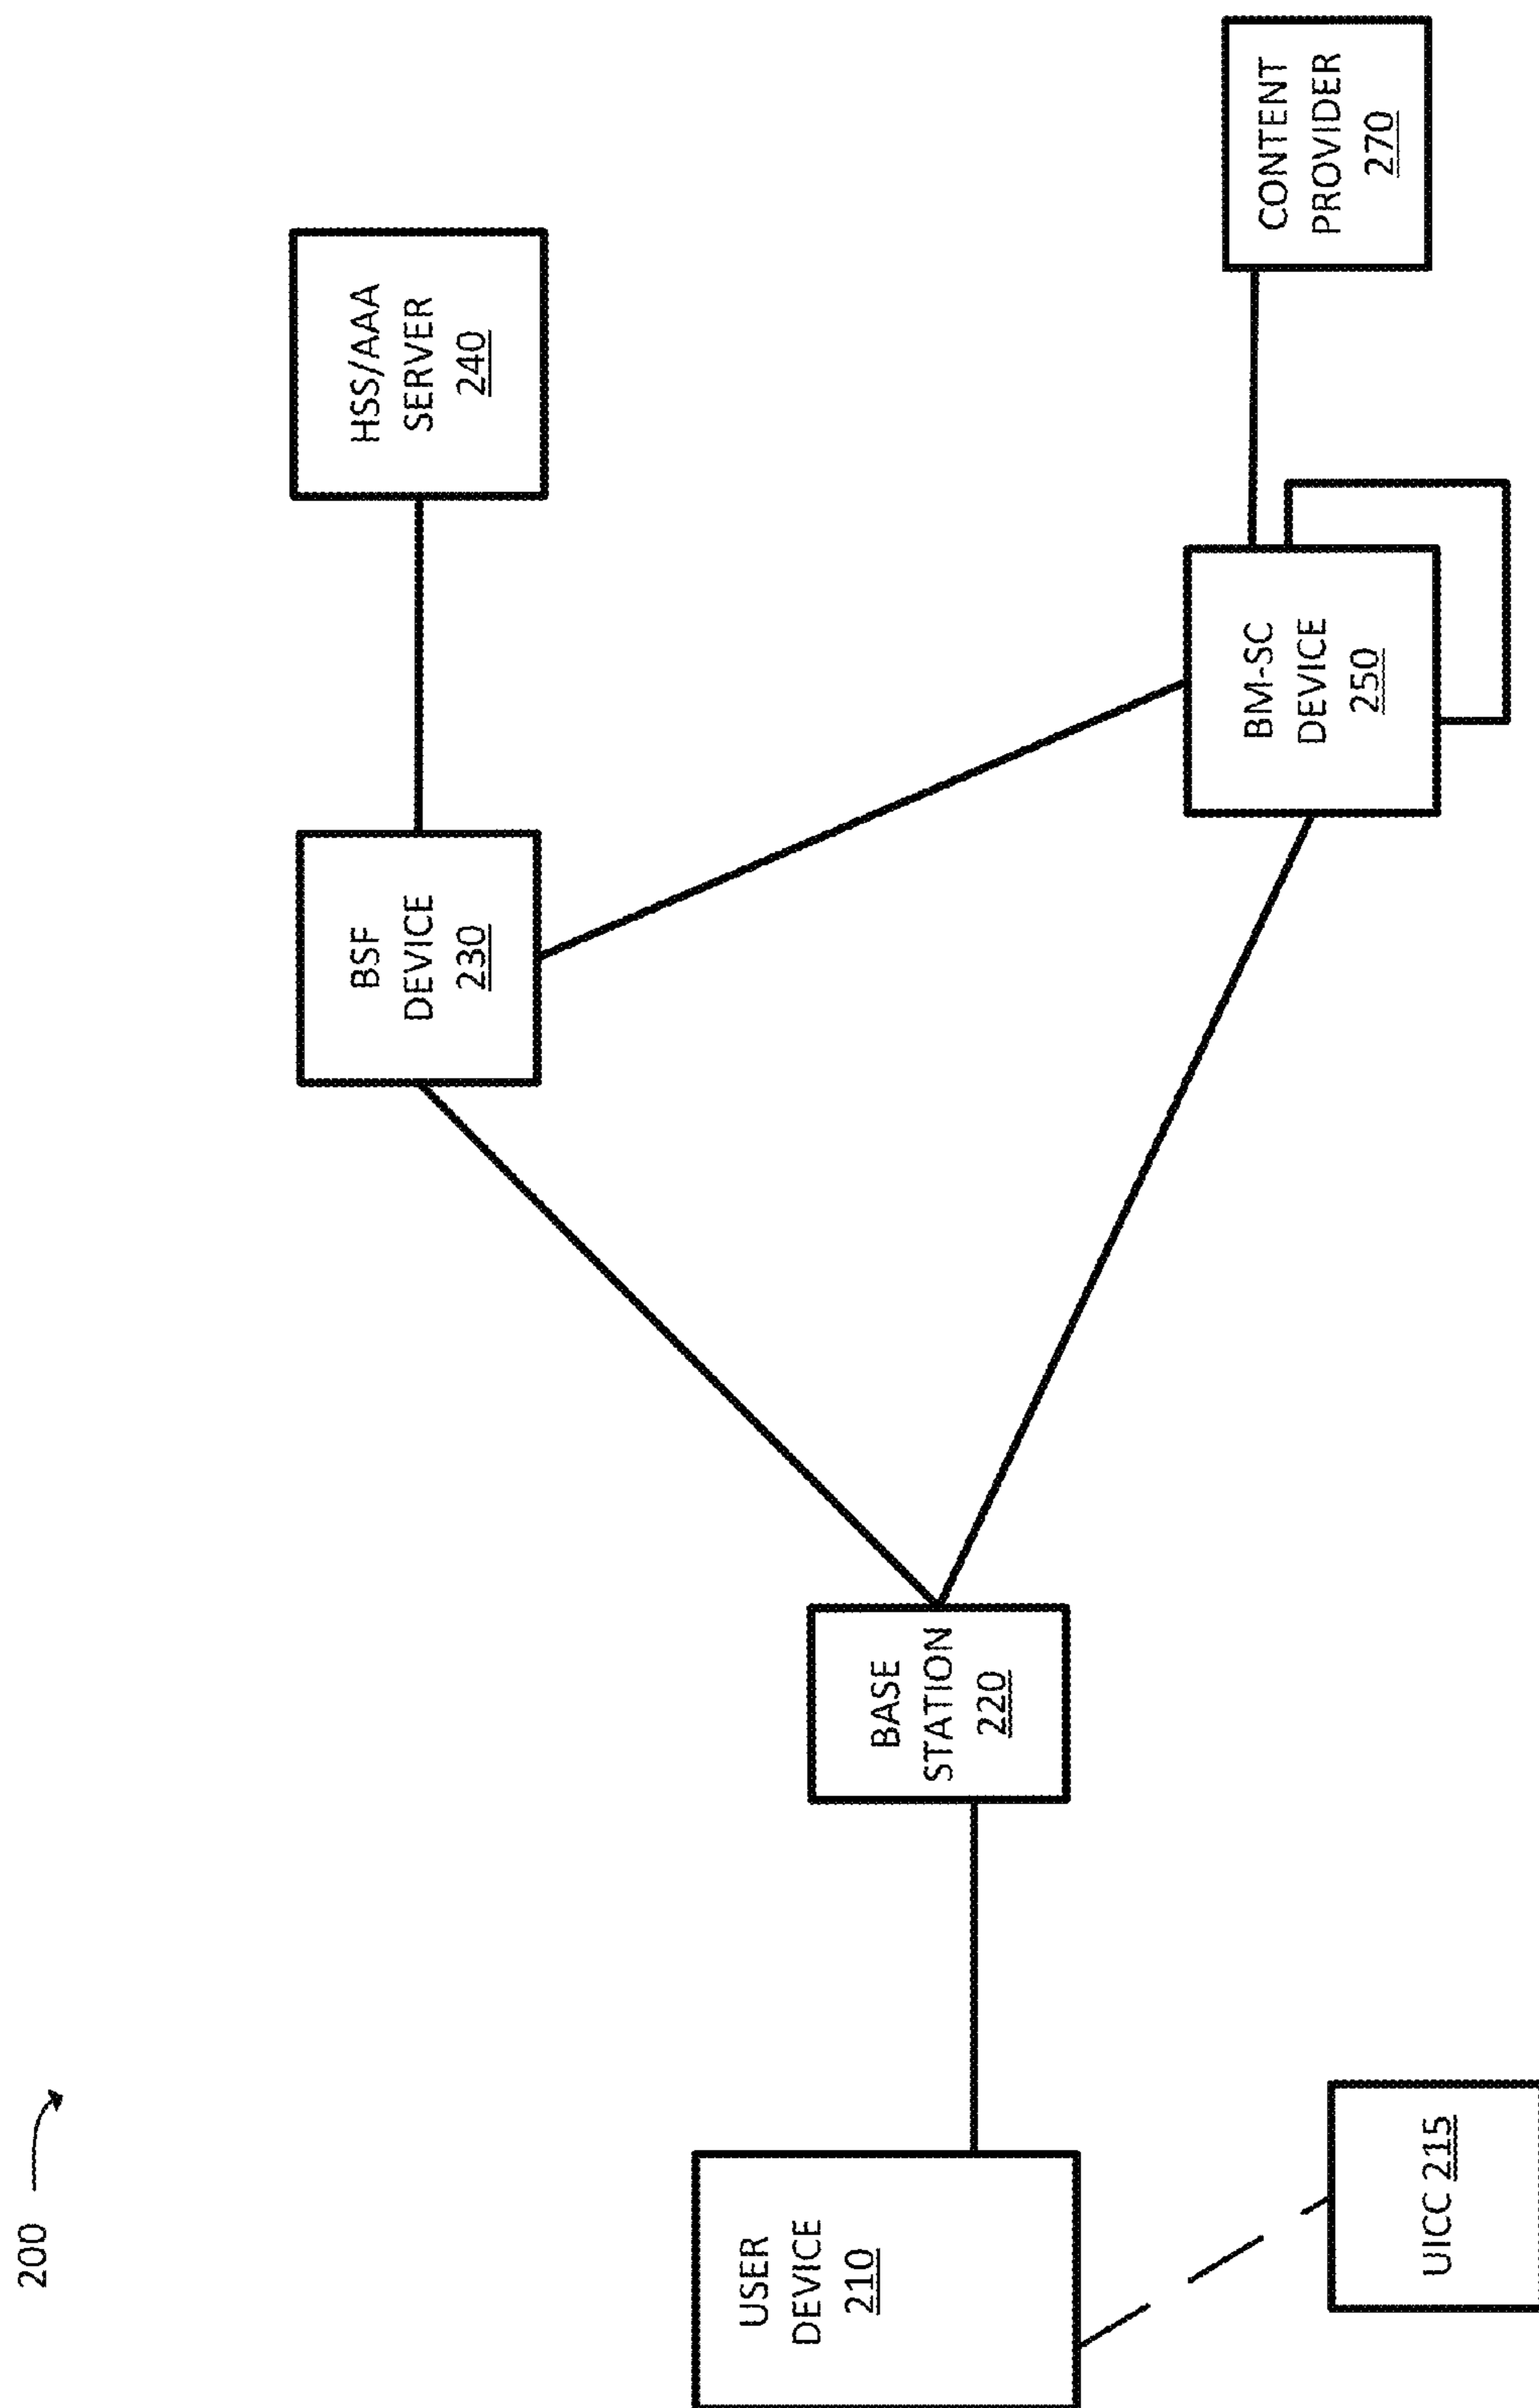 200
HSS/AAA
SERVER
240
BSF
DEVICE
230
CONTENT
PROVIDER
270
BM-SC
DEVICE
250
BASE
STATION
220
USER
DEVICE
210
UICC 215